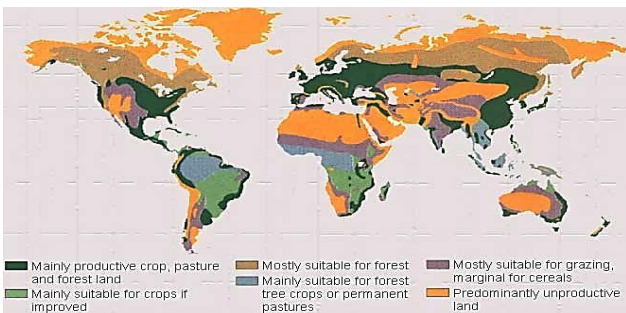 Mainly productive crop, pasture
and forest land
Mainly suitable for crops if
improved
Mostly suitable for forest
Mainly suitable for forest
tree crops or permanent
pastures
Mostly suitable for grazing,
marginal for cereals
Predominantly unproductive
land